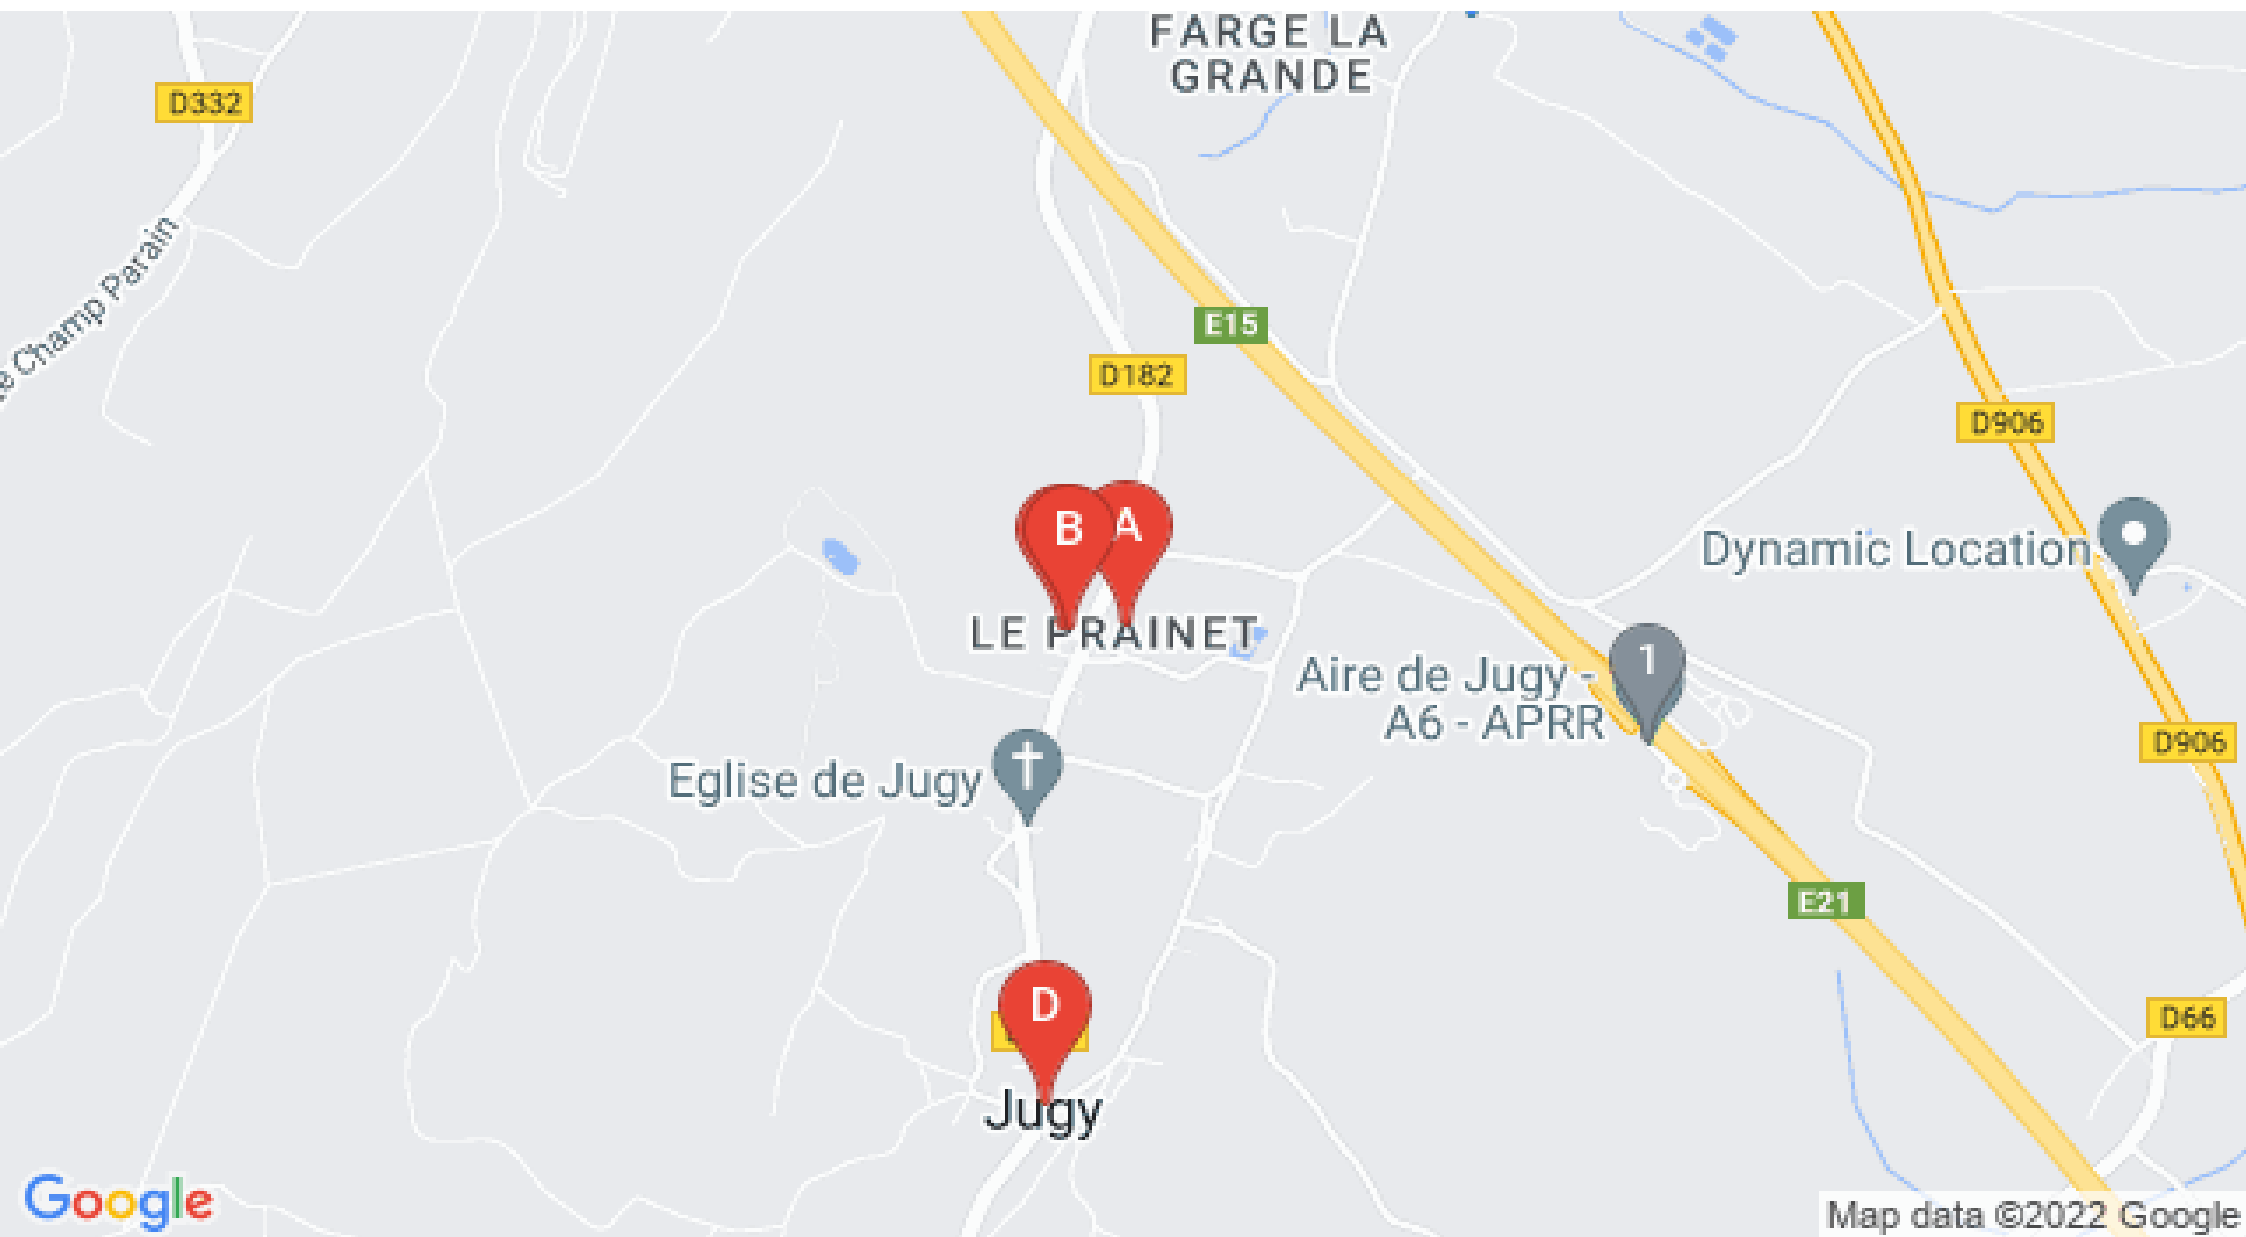 FARGE LA
GRANDE
D332
Champ Parain
E15
D182
D906
B
A
Dynamic Location
LE PRAINET
1
Aire de Jugy -
A6 - APRR
D906
Eglise de Jugy
E21
D
D66
Jugy
Google
Map data ©2022 Google